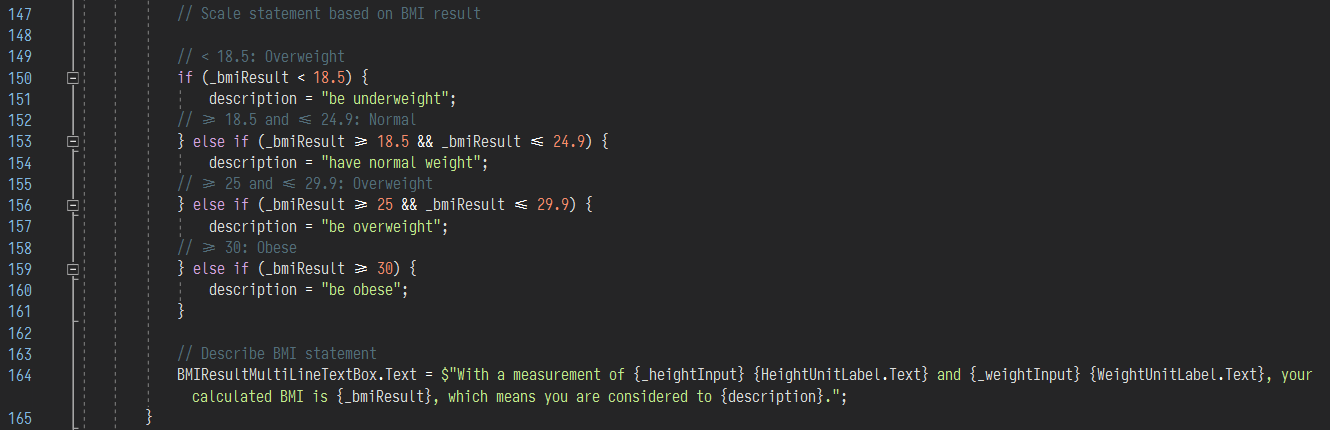 147 // Scale statement based on BMI result
148
149 // < 18.5: Overweight
150 if (_bmiResult < 18.5) {
151 description = "be underweight";
152 // ≥ 18.5 and ≤ 24.9: Normal
153 } else if (_bmiResult ≥ 18.5 && _bmiResult ≤ 24.9) {
154 description = "have normal weight";
155 // ≥ 25 and ≤ 29.9: Overweight
156 } else if (_bmiResult ≥ 25 && _bmiResult ≤ 29.9) {
157 description = "be overweight";
158 // ≥ 30: Obese
159 } else if (_bmiResult ≥ 30) {
160 description = "be obese";
161 }
162
163 // Describe BMI statement
164 BMIResultMultiLineTextBox.Text = $"With a measurement of {_heightInput} {HeightUnitLabel.Text} and {_weightInput} {WeightUnitLabel.Text}, your
calculated BMI is {_bmiResult}, which means you are considered to {description}.";
165 }